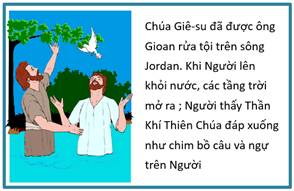 Chúa Giê-su đã được ông
Gioan rửa tội trên sông
Jordan. Khi Người lên
khỏi nước, các tầng trời
mở ra ; Người thấy Thần
Khí Thiên Chúa đáp xuống
như chim bồ câu và ngự
trên Người